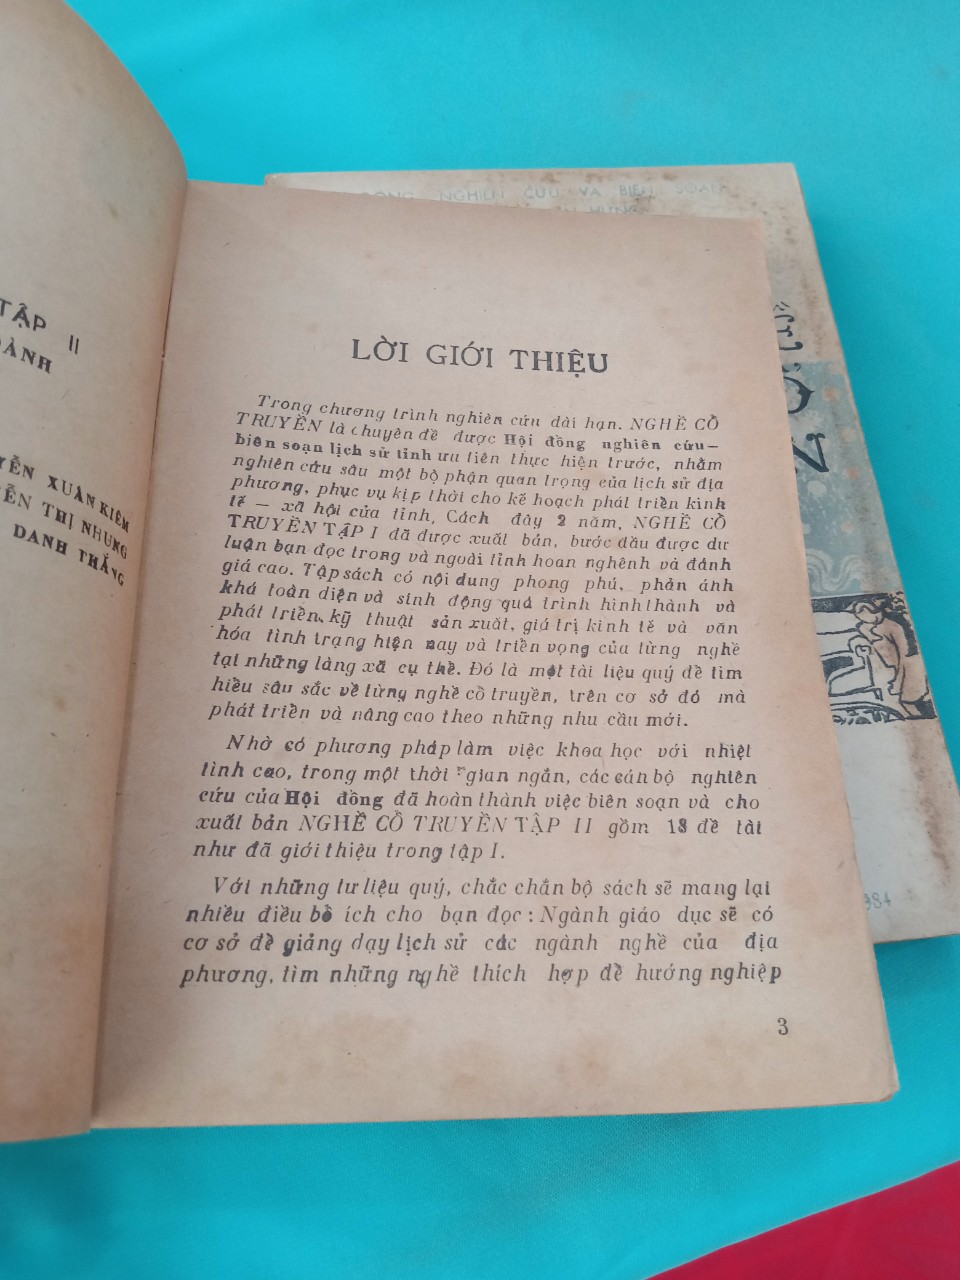 TẬP II
OÀNH
YỄN XUÂN KIÊM
ỄN THỊ NHUNG
DANH THẮNG
LỜI GIỚI THIỆU
Trong chương trình nghiên cứu dài hạn. NGHỀ CỔ
TRUYỀN là chuyên đề được Hội đồng nghiên cứu–
biên soạn lịch sử tỉnh ưu tiên thực hiện trước, nhằm
nghiên cứu sâu một bộ phận quan trọng của lịch sử địa
phương, phục vụ kịp thời cho kế hoạch phát triển kinh
tế – xã hội của tỉnh, Cách đây 2 năm, NGHỀ CỔ
TRUYỀN TẬP I đã được xuất bản, bước đầu được dư
luận bạn đọc trong và ngoài tỉnh hoan nghênh và đánh
giá cao. Tập sách có nội dung phong phú, phản ánh
khá toàn diện và sinh động quá trình hình thành và
phát triển, kỹ thuật sản xuất, giá trị kinh tế và văn
hóa tình trạng hiện nay và triển vọng của từng nghề
tại những làng xã cụ thể. Đó là một tài liệu quý để tìm
hiểu sâu sắc về từng nghề cổ truyền, trên cơ sở đó mà
phát triển và nâng cao theo những nhu cầu mới.
Nhờ có phương pháp làm việc khoa học với nhiệt
tình cao, trong một thời gian ngắn, các cán bộ nghiên
cứu của Hội đồng đã hoàn thành việc biên soạn và cho
xuất bản NGHỀ CỔ TRUYỀN TẬP II gồm 18 đề tài
như đã giới thiệu trong tập I.
Với những tư liệu quý, chắc chắn bộ sách sẽ mang lại
nhiều điều bổ ích cho bạn đọc : Ngành giáo dục sẽ có
cơ sở để giảng dạy lịch sử các ngành nghề của địa
phương, tìm những nghề thích hợp để hướng nghiệp
3
NGHIÊN CỨU VÀ BIÊN SOẠN
HƯNG
1984